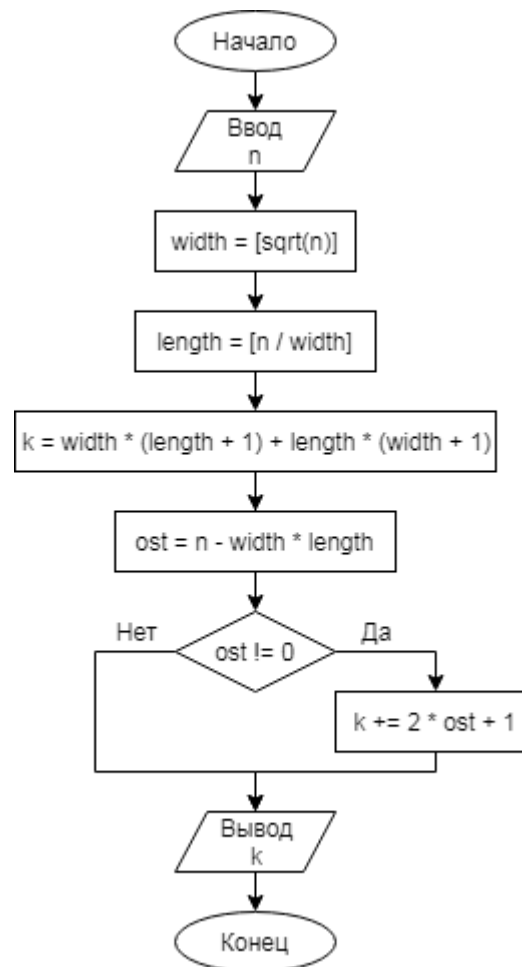 Начало
Ввод
n
width = [sqrt(n)]
length = [n / width]
k = width * (length + 1) + length * (width + 1)
ost = n - width * length
Нет
ost != 0
Да
k += 2 * ost + 1
Вывод
k
Конец